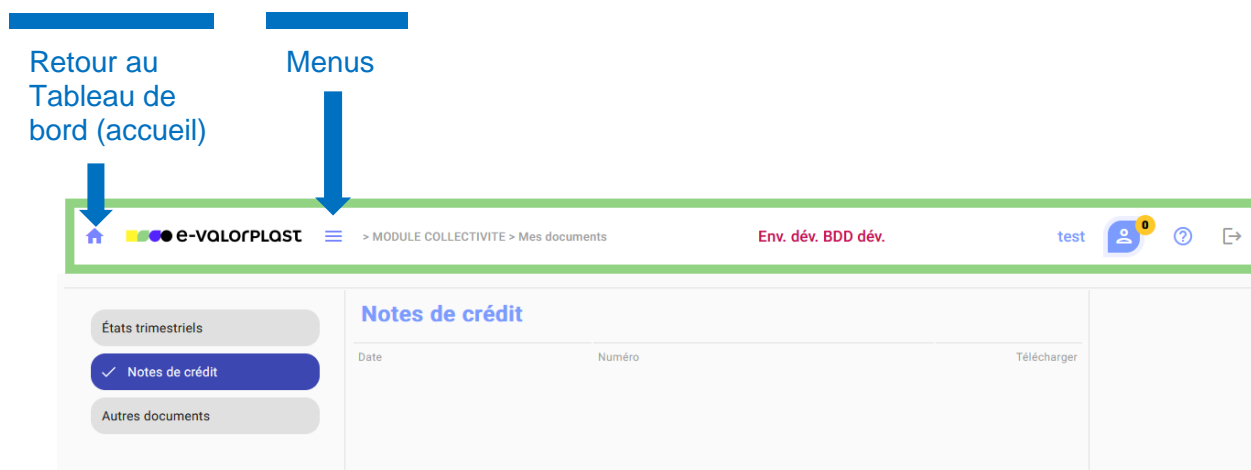 Retour au
Tableau de
bord (accueil)
Menus
e-valorplast
> MODULE COLLECTIVITE > Mes documents
Env. dév. BDD dév.
test
0
États trimestriels
Notes de crédit
Autres documents
Notes de crédit
Date
Numéro
Télécharger